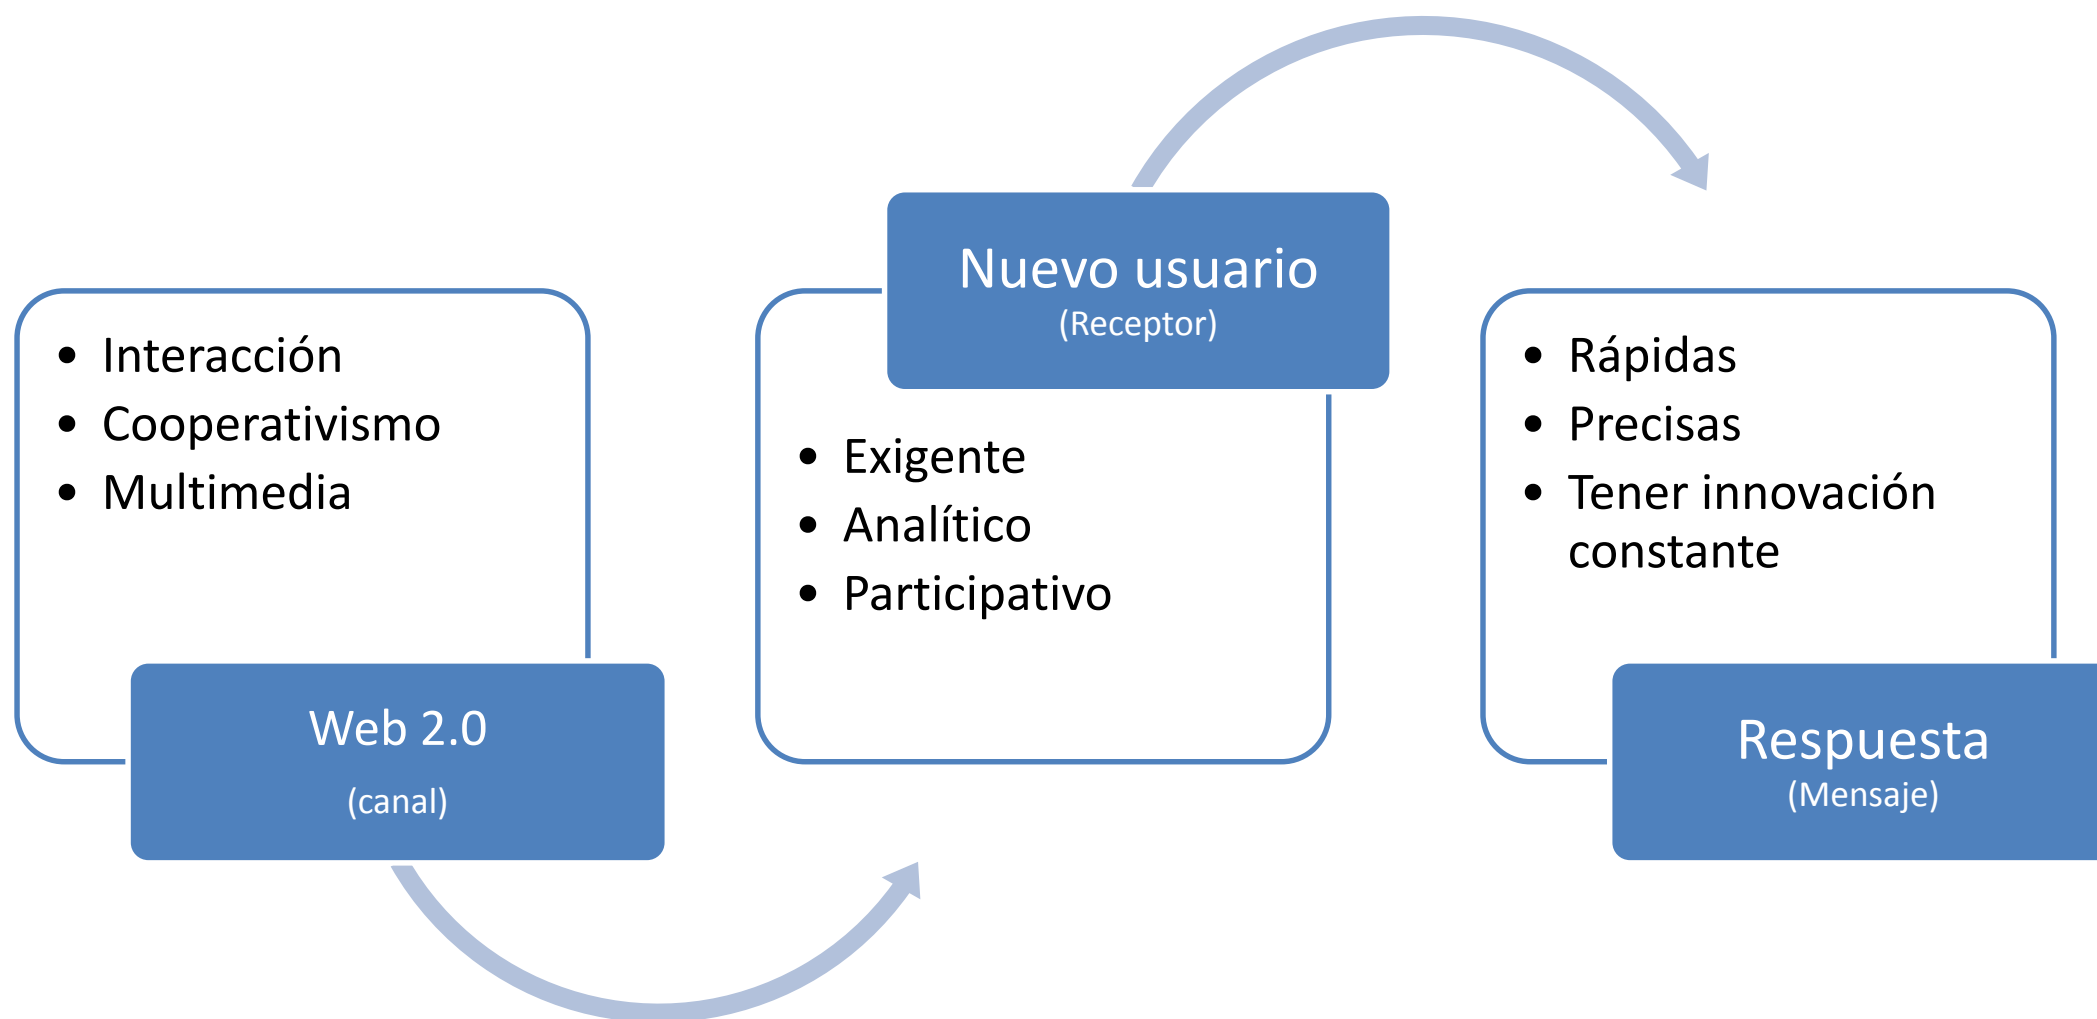 • Interacción
• Cooperativismo
• Multimedia
Web 2.0
(canal)
Nuevo usuario
(Receptor)
• Exigente
• Analítico
• Participativo
• Rápidas
• Precisas
• Tener innovación
constante
Respuesta
(Mensaje)